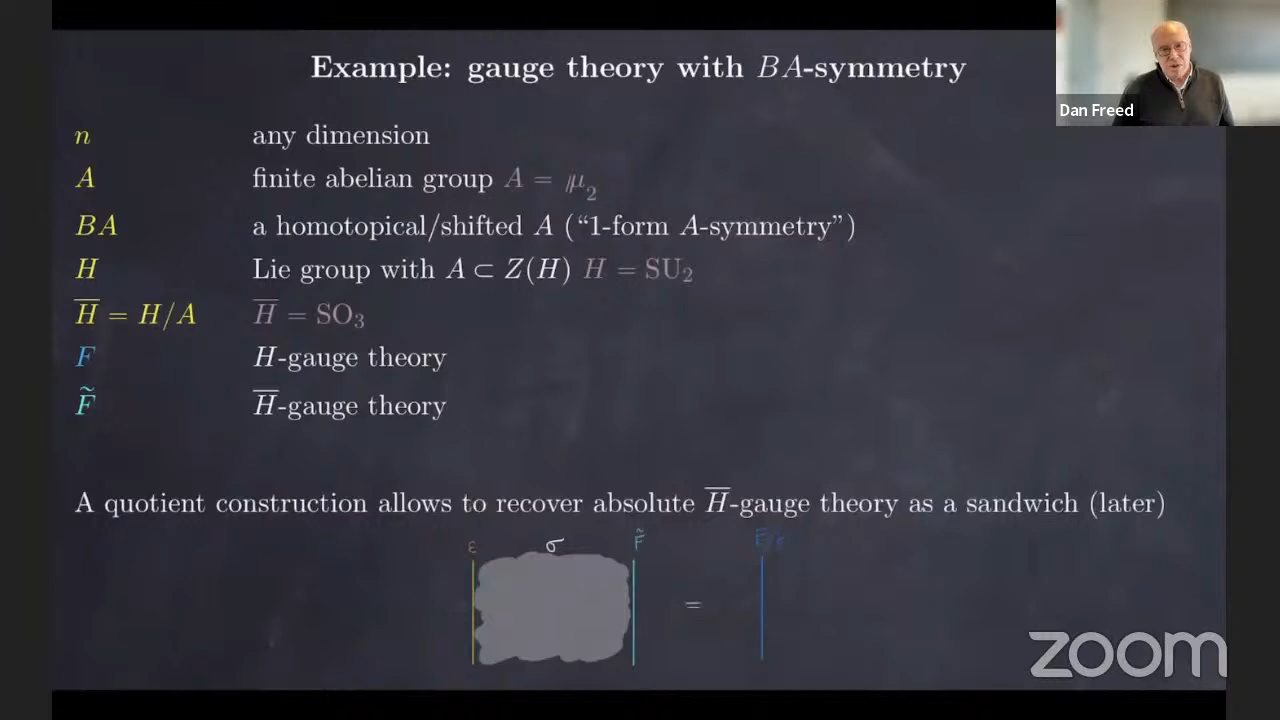 Example: gauge theory with BA-symmetry
Dan Freed
n any dimension
A finite abelian group A = μ₂
BA a homotopical/shifted A (“1-form A-symmetry”)
H Lie group with A ⊂ Z(H) H = SU₂
H̅ = H/A H̅ = SO₃
F H-gauge theory
F̃ H̅-gauge theory
A quotient construction allows to recover absolute H̅-gauge theory as a sandwich (later)
ε σ F̃
=
zoom